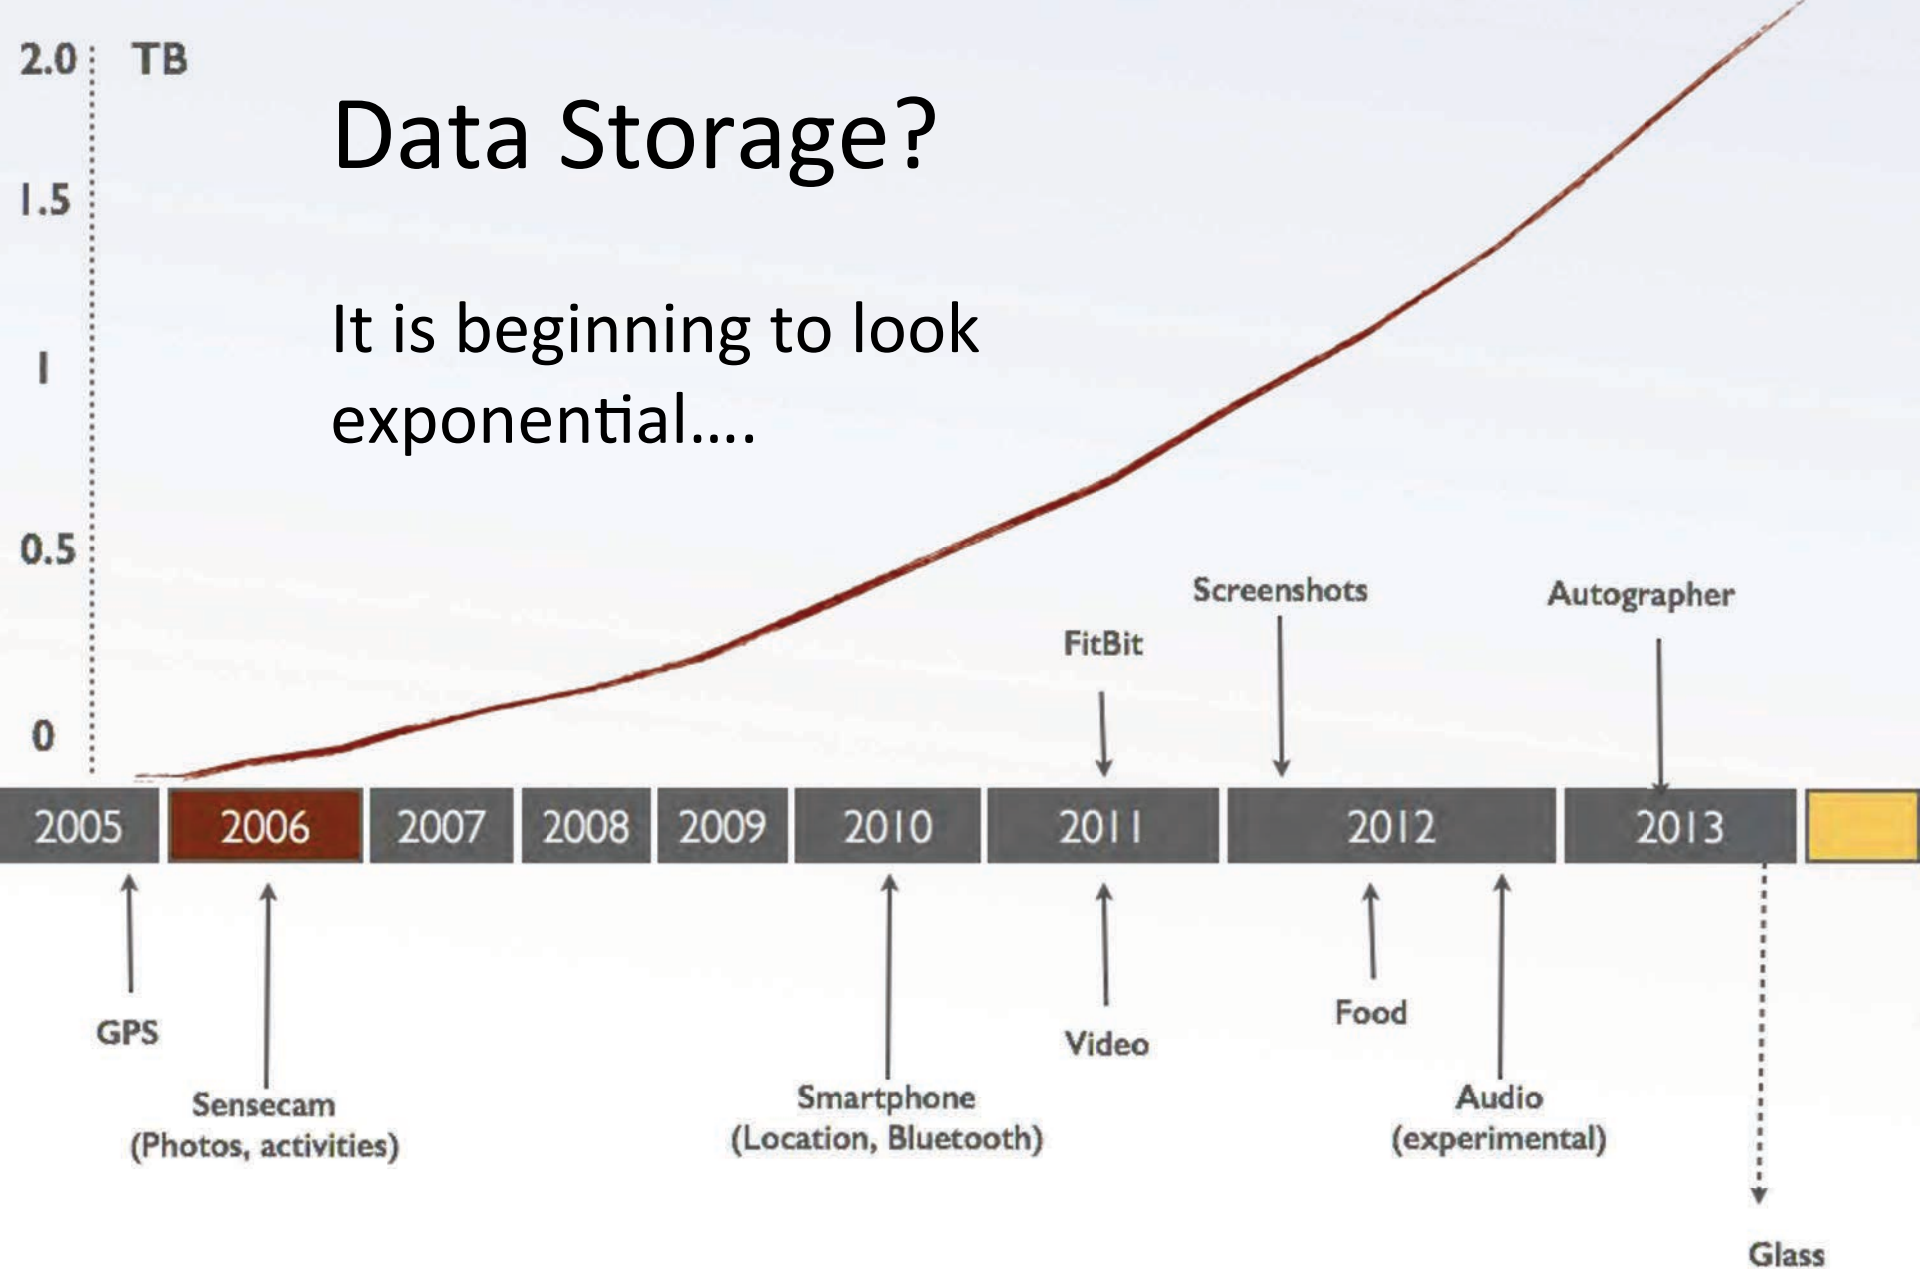 2.0 TB
Data Storage?
1.5
It is beginning to look
1
exponential....
0.5
Screenshots
Autographer
FitBit
0
2005 2006 2007 2008 2009 2010 2011 2012 2013
GPS
Food
Video
Sensecam
(Photos, activities)
Smartphone
(Location, Bluetooth)
Audio
(experimental)
Glass